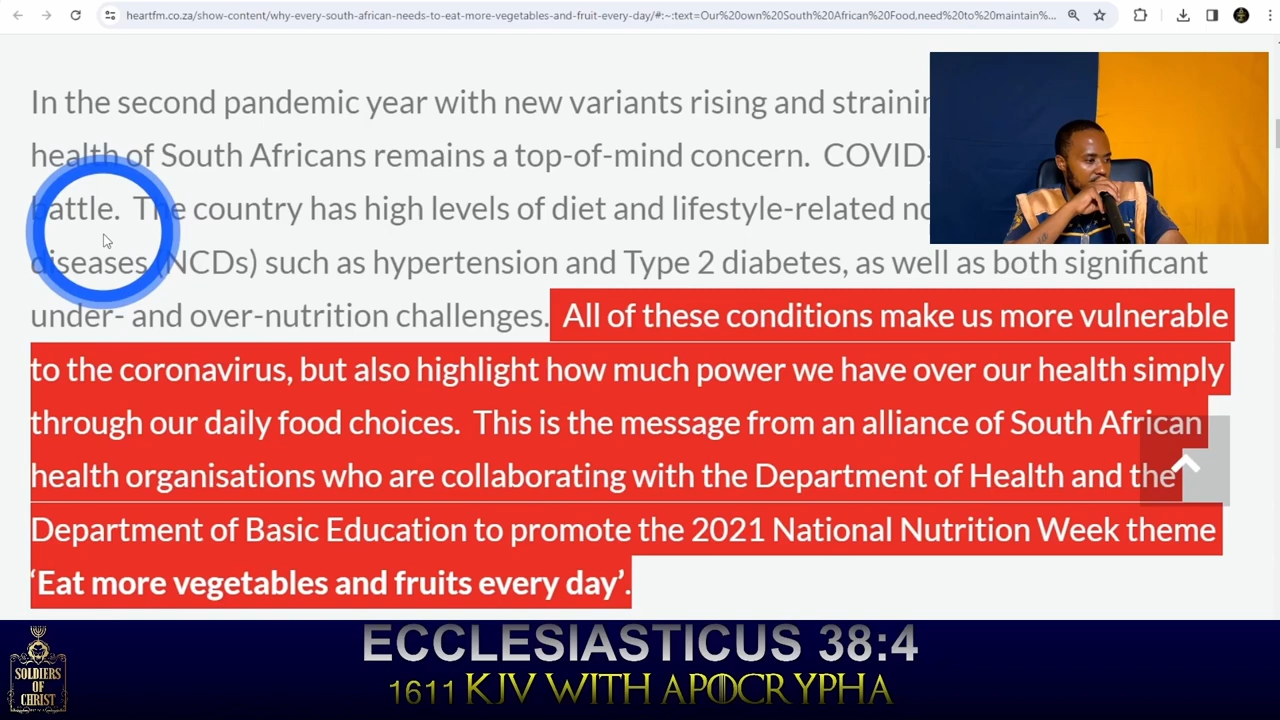 heartfm.co.za/show-content/why-every-south-african-needs-to-eat-more-vegetables-and-fruit-every-day/#:~:text=Our%20own%20South%20African%20Food,need%20to%20maintain%...
In the second pandemic year with new variants rising and
health of South Africans remains a top-of-mind concern. COVID-
battle. The country has high levels of diet and lifestyle-related
diseases (NCDs) such as hypertension and Type 2 diabetes, as well as both significant
under- and over-nutrition challenges. All of these conditions make us more vulnerable
to the coronavirus, but also highlight how much power we have over our health simply
through our daily food choices. This is the message from an alliance of South African
health organisations who are collaborating with the Department of Health and the
Department of Basic Education to promote the 2021 National Nutrition Week theme
‘Eat more vegetables and fruits every day’.
ECCLESIASTICUS 38:4
1611 KJV WITH APOCRYPHA
SOLDIERS
OF
CHRIST